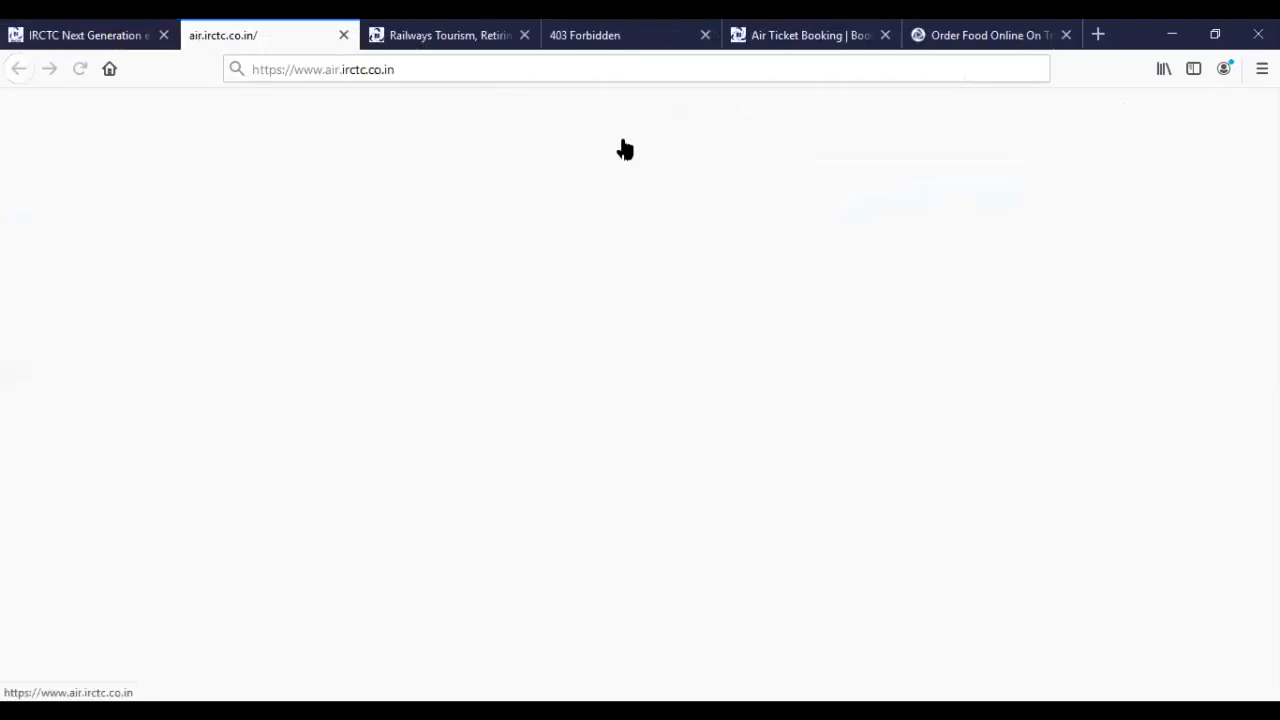 IRCTC Next Generation e
air.irctc.co.in/
Railways Tourism, Retirin
403 Forbidden
Air Ticket Booking | Boo
Order Food Online On T
https://www.air.irctc.co.in
https://www.air.irctc.co.in